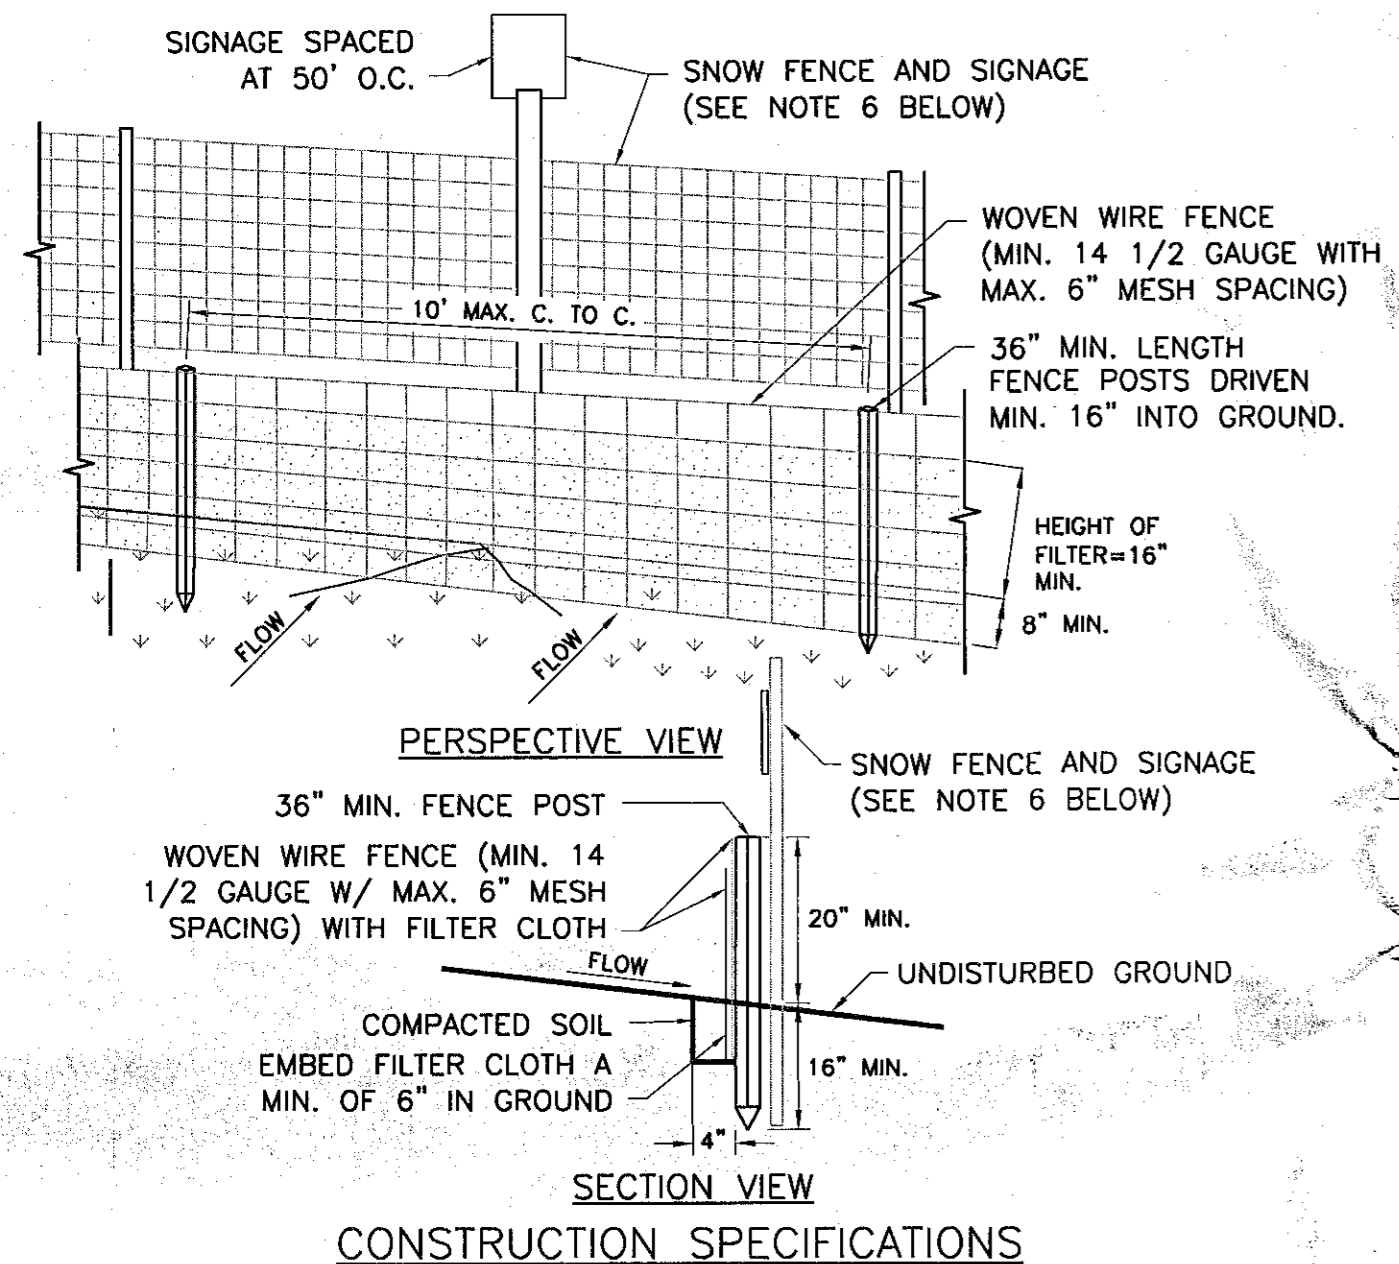 SIGNAGE SPACED
AT 50' O.C.
SNOW FENCE AND SIGNAGE
(SEE NOTE 6 BELOW)
WOVEN WIRE FENCE
(MIN. 14 1/2 GAUGE WITH
MAX. 6" MESH SPACING)
10' MAX. C. TO C.
36" MIN. LENGTH
FENCE POSTS DRIVEN
MIN. 16" INTO GROUND.
HEIGHT OF
FILTER=16"
MIN.
8" MIN.
FLOW
FLOW
PERSPECTIVE VIEW
SNOW FENCE AND SIGNAGE
(SEE NOTE 6 BELOW)
36" MIN. FENCE POST
WOVEN WIRE FENCE (MIN. 14
1/2 GAUGE W/ MAX. 6" MESH
SPACING) WITH FILTER CLOTH
20" MIN.
FLOW
UNDISTURBED GROUND
COMPACTED SOIL
EMBED FILTER CLOTH A
MIN. OF 6" IN GROUND
16" MIN.
4"
SECTION VIEW
CONSTRUCTION SPECIFICATIONS